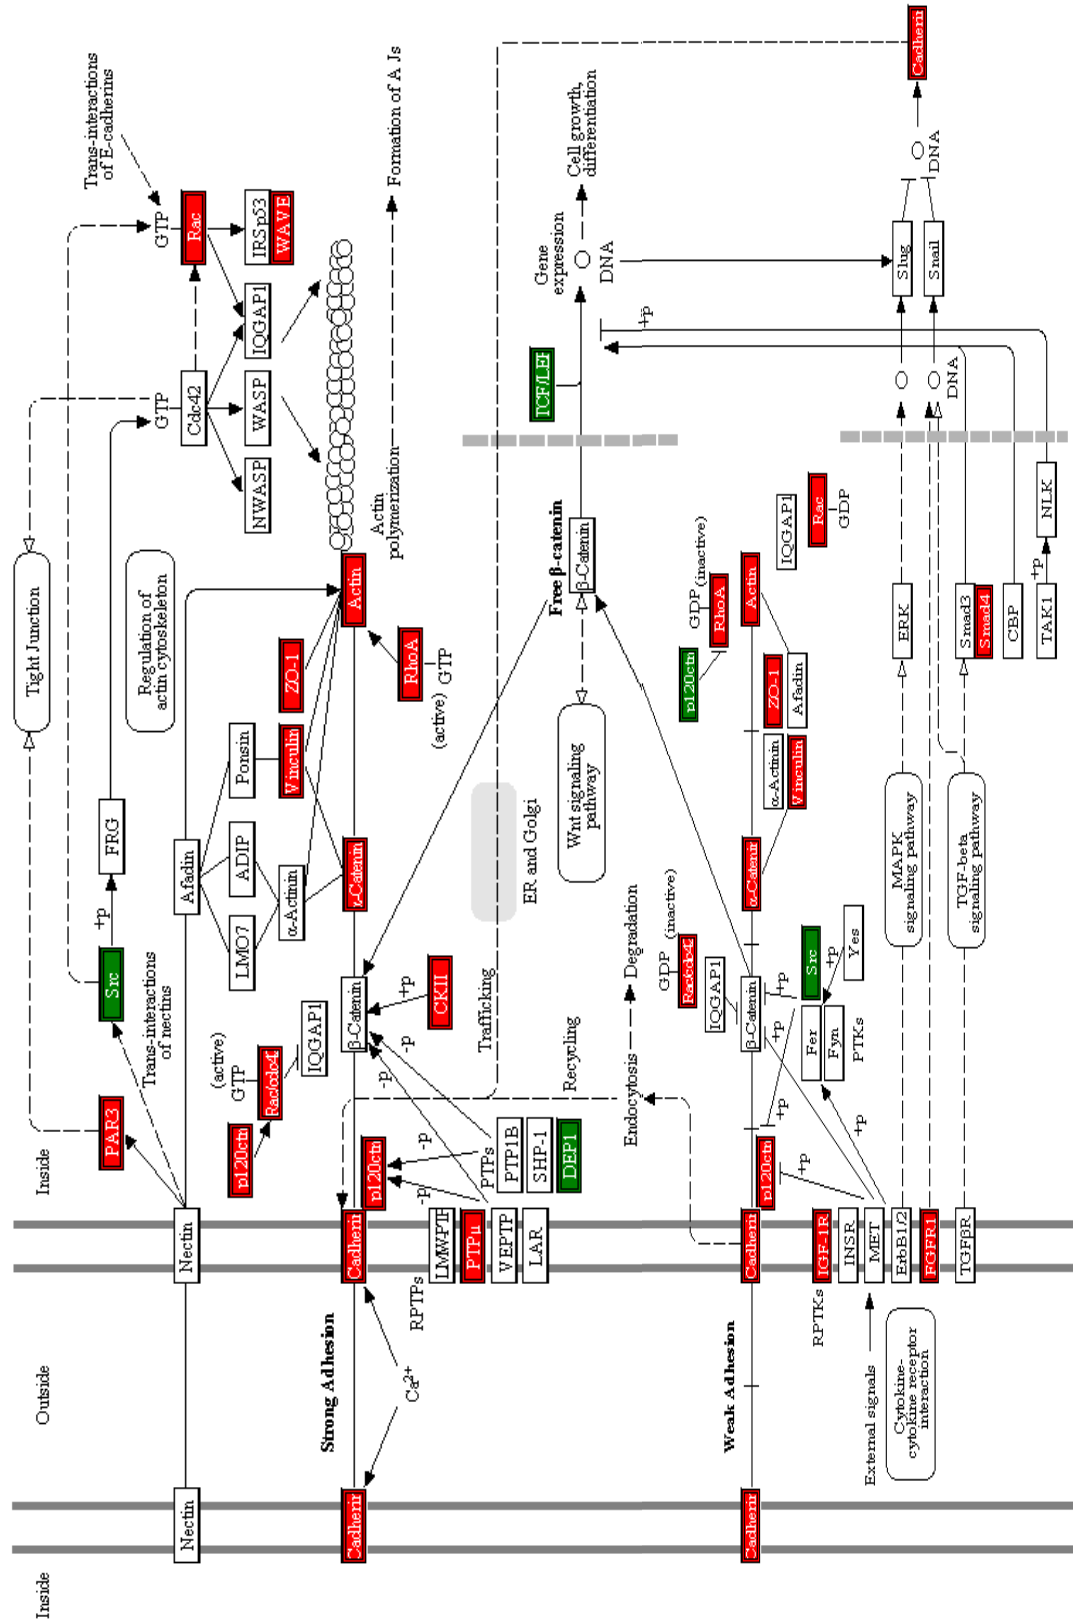 Inside
Outside
Inside
Tight Junction
Nectin
Nectin
PAR3
Trans-interactions
of nectins
Src
+p
FRG
Regulation of
actin cytoskeleton
GTP
Cdc42
GTP
Rac
Trans-interactions
of E-cadherins
NWASP
WASP
IQGAP1
IRSp53
WAVE
Afadin
LMO7
ADIP
Ponsin
α-Actinin
Vinculin
ZO-1
p120ctn
(active)
GTP
Rac/cdc42
IQGAP1
Strong Adhesion
Cadherin
Cadherin
p120ctn
β-Catenin
α-Catenin
Actin
Actin
polymerization
Formation of AJs
Ca2+
RPTPs
LMW-PTP
PTPμ
VEPTP
LAR
-p
-p
-p
PTPs
PTP1B
SHP-1
DEP1
+p
CKII
RhoA
GTP
(active)
Trafficking
ER and Golgi
Recycling
Endocytosis
Degradation
Wnt signaling
pathway
Free β-catenin
β-Catenin
TCF/LEF
Gene
expression
DNA
Cell growth,
differentiation
GDP (inactive)
Rac/cdc42
IQGAP1
p120ctn
GDP (inactive)
RhoA
Weak Adhesion
Cadherin
Cadherin
p120ctn
β-Catenin
α-Catenin
α-Actinin
Vinculin
ZO-1
Afadin
Actin
IQGAP1
Rac
GDP
+p
+p
+p
+p
+p
Src
Fer
Fyn
PTKs
Yes
RPTKs
IGF-1R
INSR
MET
ErbB1/2
FGFR1
TGFβR
External signals
Cytokine-
cytokine receptor
interaction
MAPK
signaling pathway
ERK
TGF-beta
signaling pathway
Smad3
Smad4
CBP
TAK1
+p
NLK
+p
DNA
Slug
Snail
DNA
Cadherin